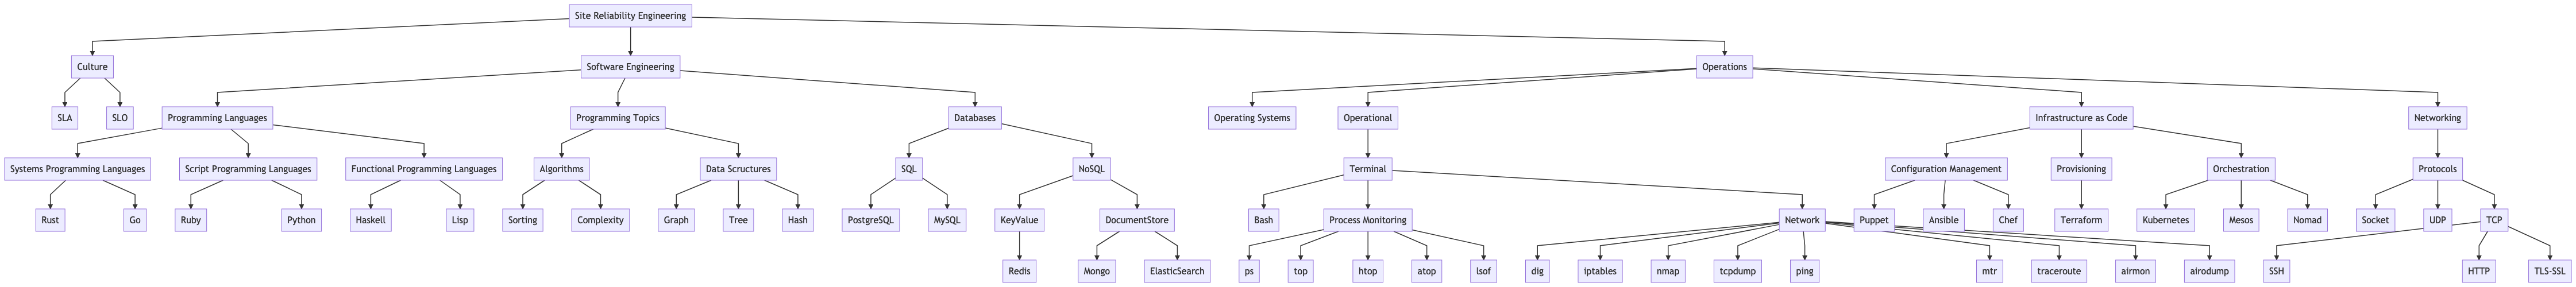 Site Reliability Engineering
Culture
Software Engineering
Operations
SLA
SLO
Programming Languages
Programming Topics
Databases
Operating Systems
Operational
Infrastructure as Code
Networking
Systems Programming Languages
Script Programming Languages
Functional Programming Languages
Algorithms
Data Scructures
SQL
NoSQL
Terminal
Configuration Management
Provisioning
Orchestration
Protocols
Rust
Go
Ruby
Python
Haskell
Lisp
Sorting
Complexity
Graph
Tree
Hash
PostgreSQL
MySQL
KeyValue
DocumentStore
Bash
Process Monitoring
Network
Puppet
Ansible
Chef
Terraform
Kubernetes
Mesos
Nomad
Socket
UDP
TCP
Redis
Mongo
ElasticSearch
ps
top
htop
atop
lsof
dig
iptables
nmap
tcpdump
ping
mtr
traceroute
airmon
airodump
SSH
HTTP
TLS-SSL